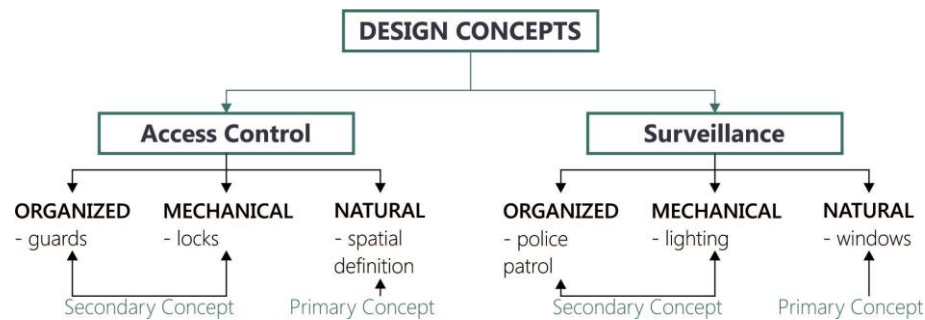 DESIGN CONCEPTS
Access Control
Surveillance
ORGANIZED
- guards
MECHANICAL
- locks
NATURAL
- spatial
definition
ORGANIZED
- police
patrol
MECHANICAL
- lighting
NATURAL
- windows
Secondary Concept
Primary Concept
Secondary Concept
Primary Concept